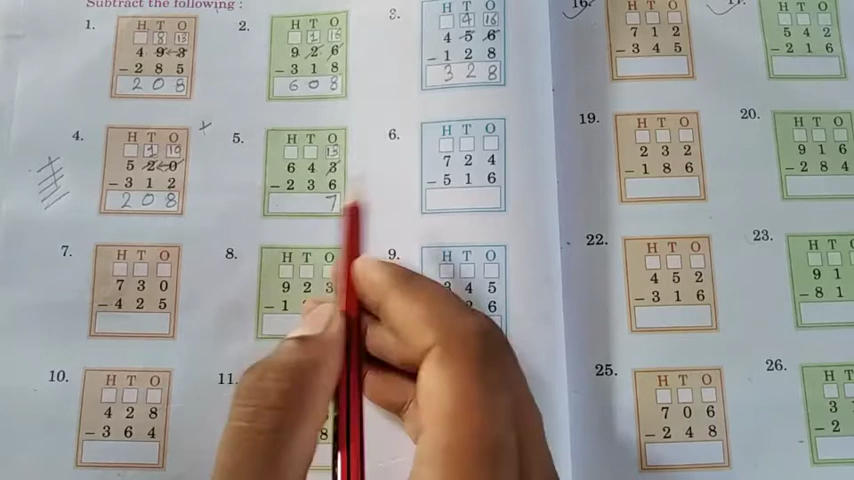 Subtract the following :
1.
H T O
8 13
4 9 3
- 2 8 5
2 0 8
2.
H T O
1 16
9 2 6
- 3 1 8
6 0 8
3.
4 16
4 5 6
- 1 2 8
3 2 8
4.
H T O
1 10
5 2 0
- 3 1 2
2 0 8
5.
H T O
13
6 4 3
- 2 3 6
7
6.
H T O
7 2 4
- 5 1 6
7.
H T O
7 3 0
- 4 2 5
8.
H T O
9 2 3
- 1
9.
H T O
4 5
2 6
10.
H T O
4 2 8
- 3 6 4
11.
8
16.
H T O
7 1 2
- 3 4 5
17.
H T O
5 4 2
- 2 1 6
19.
H T O
2 3 2
- 1 8 6
20.
H T O
9 1 6
- 2 8 4
22.
H T O
4 5 2
- 3 1 6
23.
H T
9 1
- 8 1
25.
H T O
7 0 6
- 2 4 8
26.
H T
3
- 2